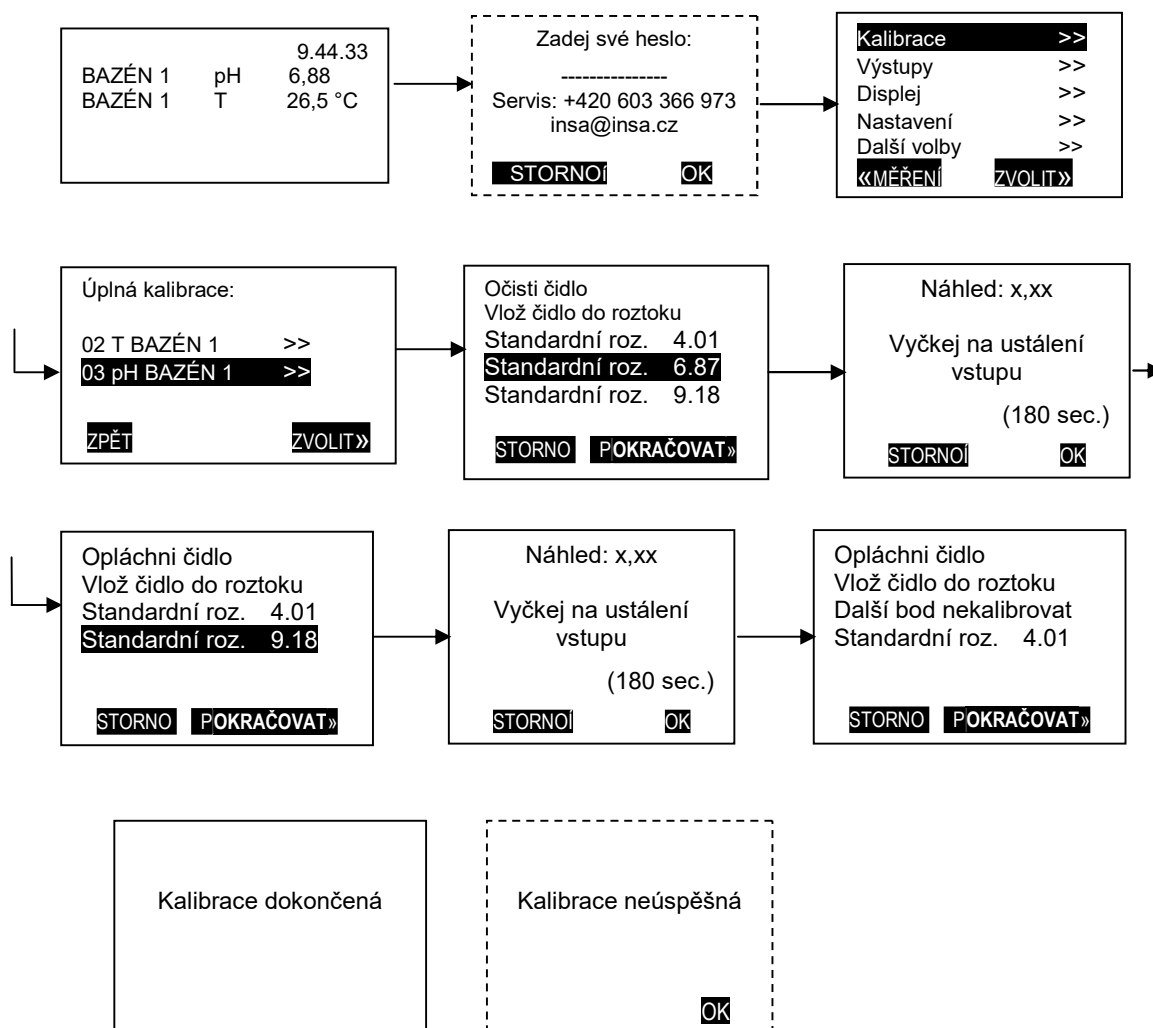 9.44.33
BAZÉN 1 pH 6,88
BAZÉN 1 T 26,5 °C
Zadej své heslo:
---------------
Servis: +420 603 366 973
insa@insa.cz
STORNOí OK
Kalibrace >>
Výstupy >>
Displej >>
Nastavení >>
Další volby >>
«MĚŘENÍ ZVOLIT»
Úplná kalibrace:
02 T BAZÉN 1 >>
03 pH BAZÉN 1 >>
ZPĚT ZVOLIT»
Očisti čidlo
Vlož čidlo do roztoku
Standardní roz. 4.01
Standardní roz. 6.87
Standardní roz. 9.18
STORNO POKRAČOVAT»
Náhled: x,xx
Vyčkej na ustálení
vstupu
(180 sec.)
STORNOÍ OK
Opláchni čidlo
Vlož čidlo do roztoku
Standardní roz. 4.01
Standardní roz. 9.18
STORNO POKRAČOVAT»
Náhled: x,xx
Vyčkej na ustálení
vstupu
(180 sec.)
STORNOÍ OK
Opláchni čidlo
Vlož čidlo do roztoku
Další bod nekalibrovat
Standardní roz. 4.01
STORNO POKRAČOVAT»
Kalibrace dokončená
Kalibrace neúspěšná
OK